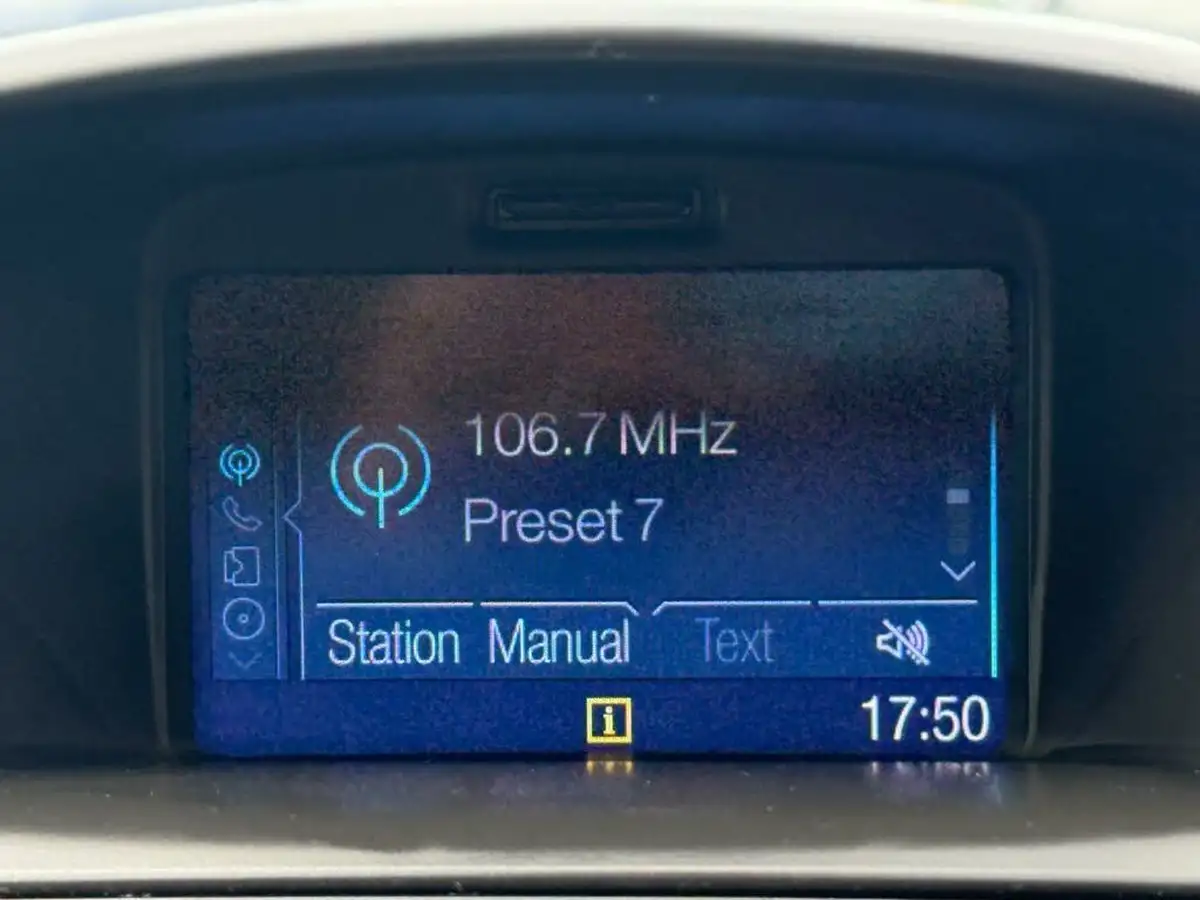 106.7 MHz
Preset 7
Station Manual Text
i 17:50